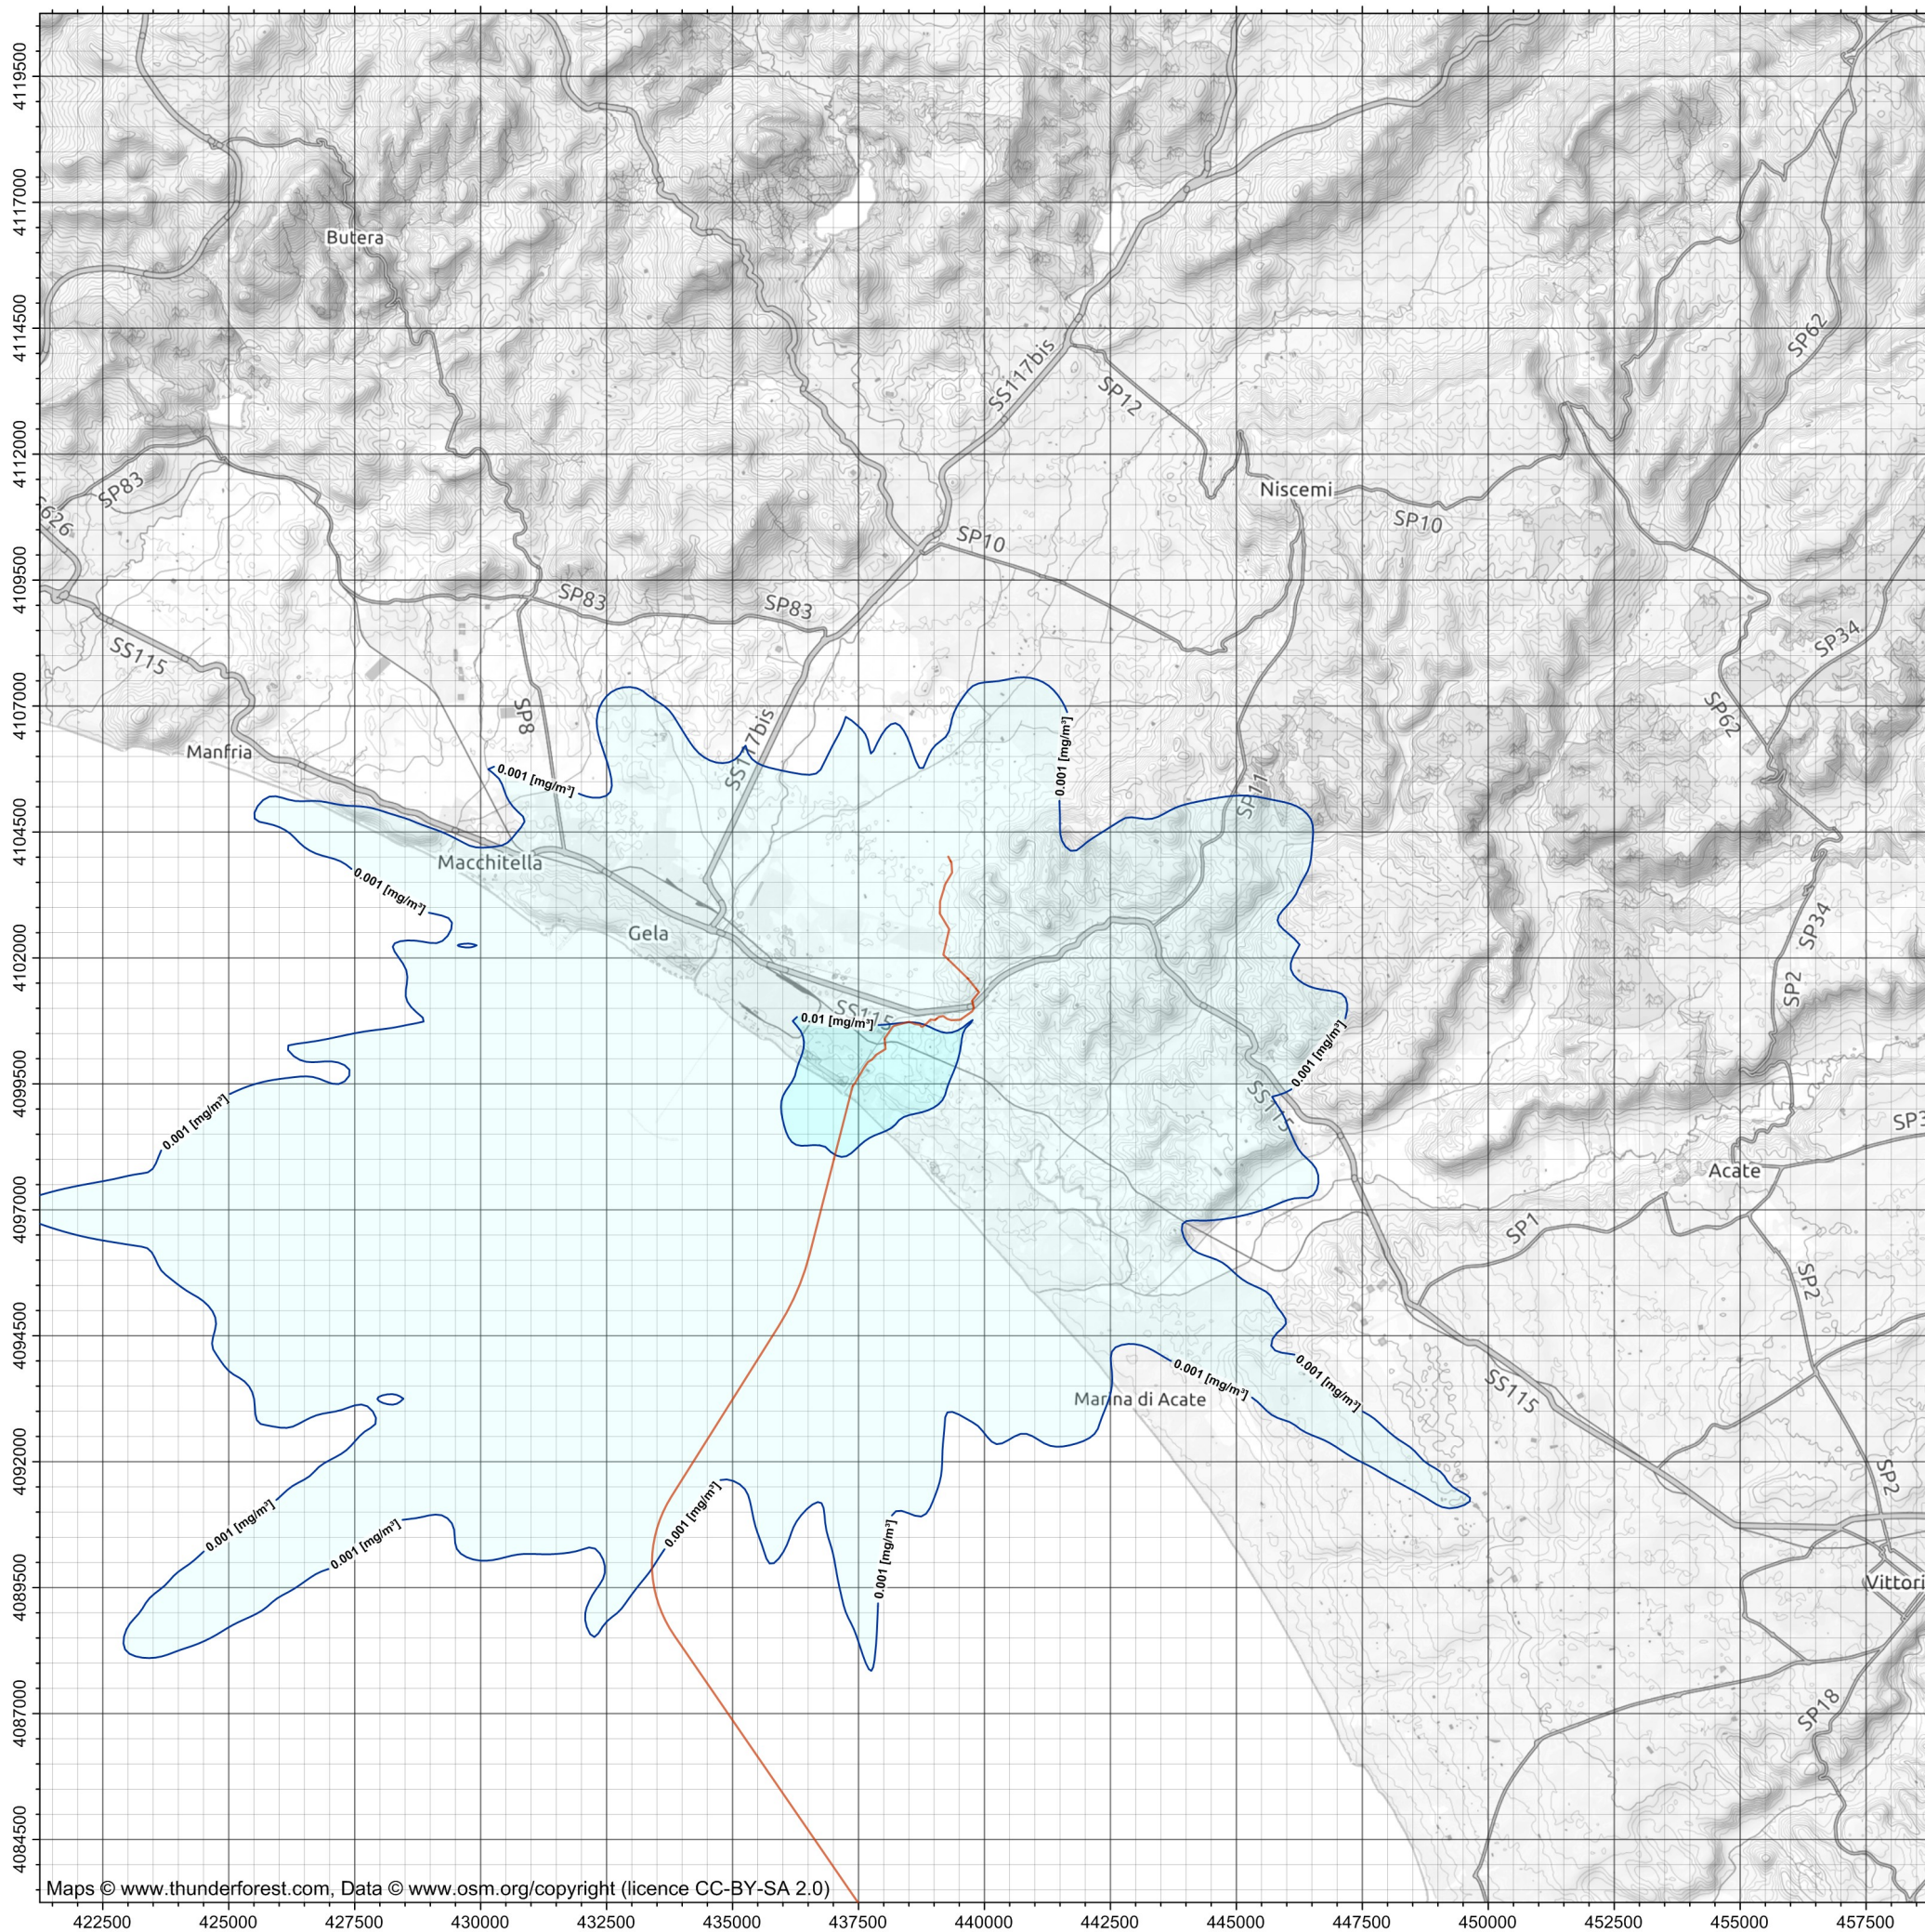 4119500
4117000
Butera
4114500
SS117bis
SP62
SP12
4112000
SP83
Niscemi
SP10
626
SP10
4109500
SP83
SP83
SP34
SS115
4107000
SP8
SP62
SS117bis
Manfria
0.001 [mg/m³]
0.001 [mg/m³]
SP11
4104500
Macchitella
0.001 [mg/m³]
Gela
SP34
4102000
SP2
SS115
0.01 [mg/m³]
0.001 [mg/m³]
4099500
0.001 [mg/m³]
SS115
SP3
Acate
4097000
SP1
SP2
4094500
0.001 [mg/m³]
0.001 [mg/m³]
Marina di Acate
SS115
4092000
SP2
0.001 [mg/m³]
0.001 [mg/m³]
0.001 [mg/m³]
0.001 [mg/m³]
4089500
Vittori
4087000
SP18
4084500
Maps © www.thunderforest.com, Data © www.osm.org/copyright (licence CC-BY-SA 2.0)
422500 425000 427500 430000 432500 435000 437500 440000 442500 445000 447500 450000 452500 455000 457500